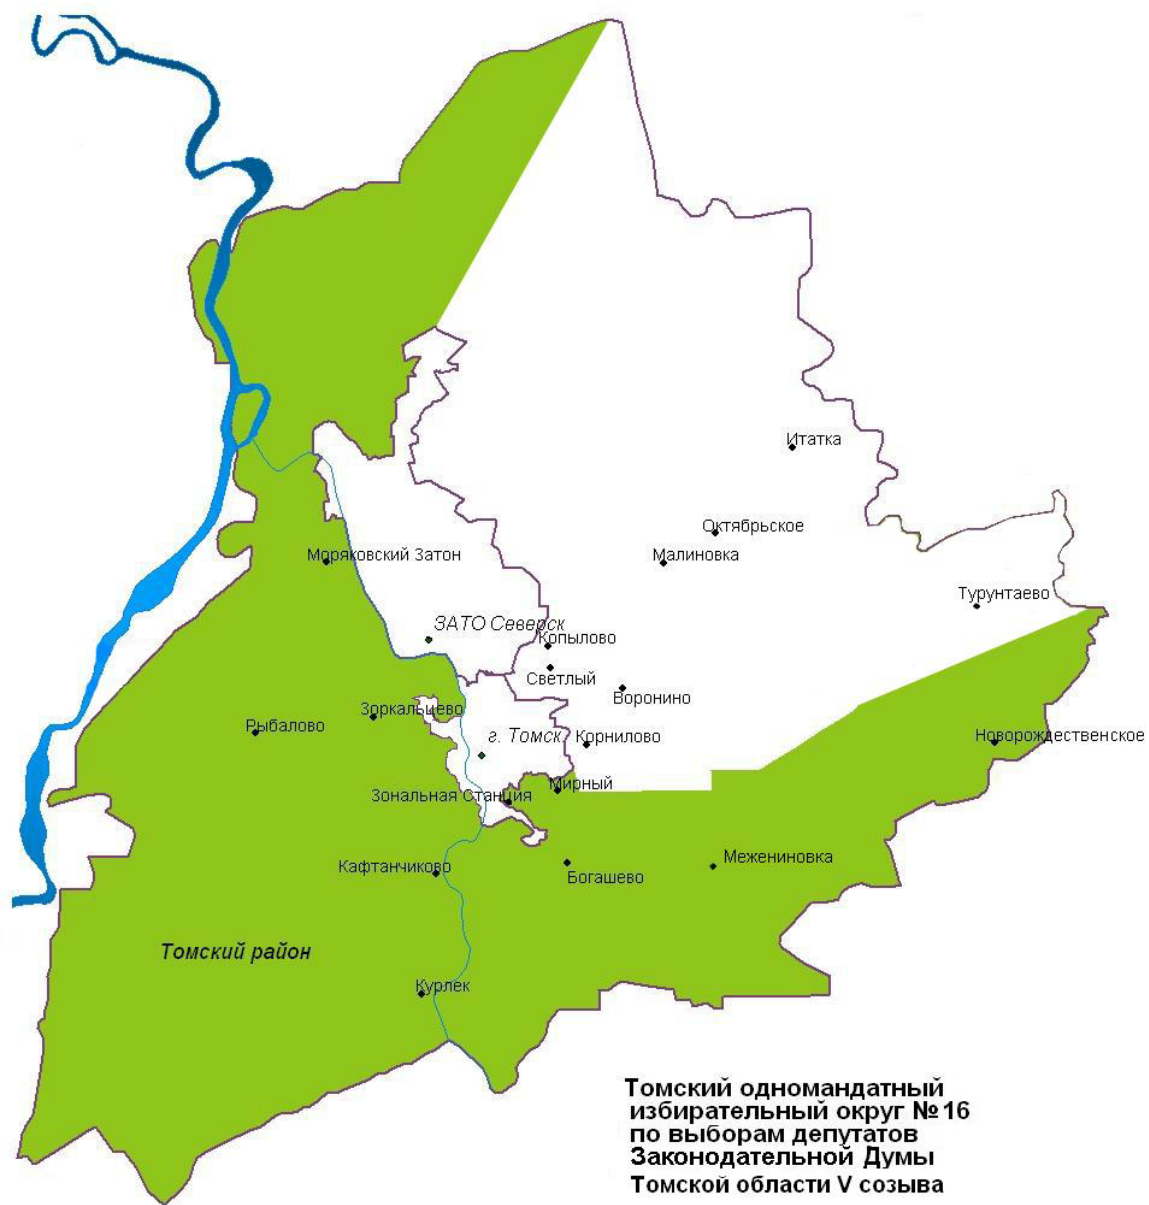 Итатка
Октябрьское
Малиновка
Моряковский Затон
Турунтаево
ЗАТО Северск
Копылово
Светлый
Воронино
Зоркальцево
Рыбалово
г. Томск
Корнилово
Новорождественское
Мирный
Зональная Станция
Межениновка
Кафтанчиково
Богашево
Томский район
Курлек
Томский одномандатный
избирательный округ №16
по выборам депутатов
Законодательной Думы
Томской области V созыва